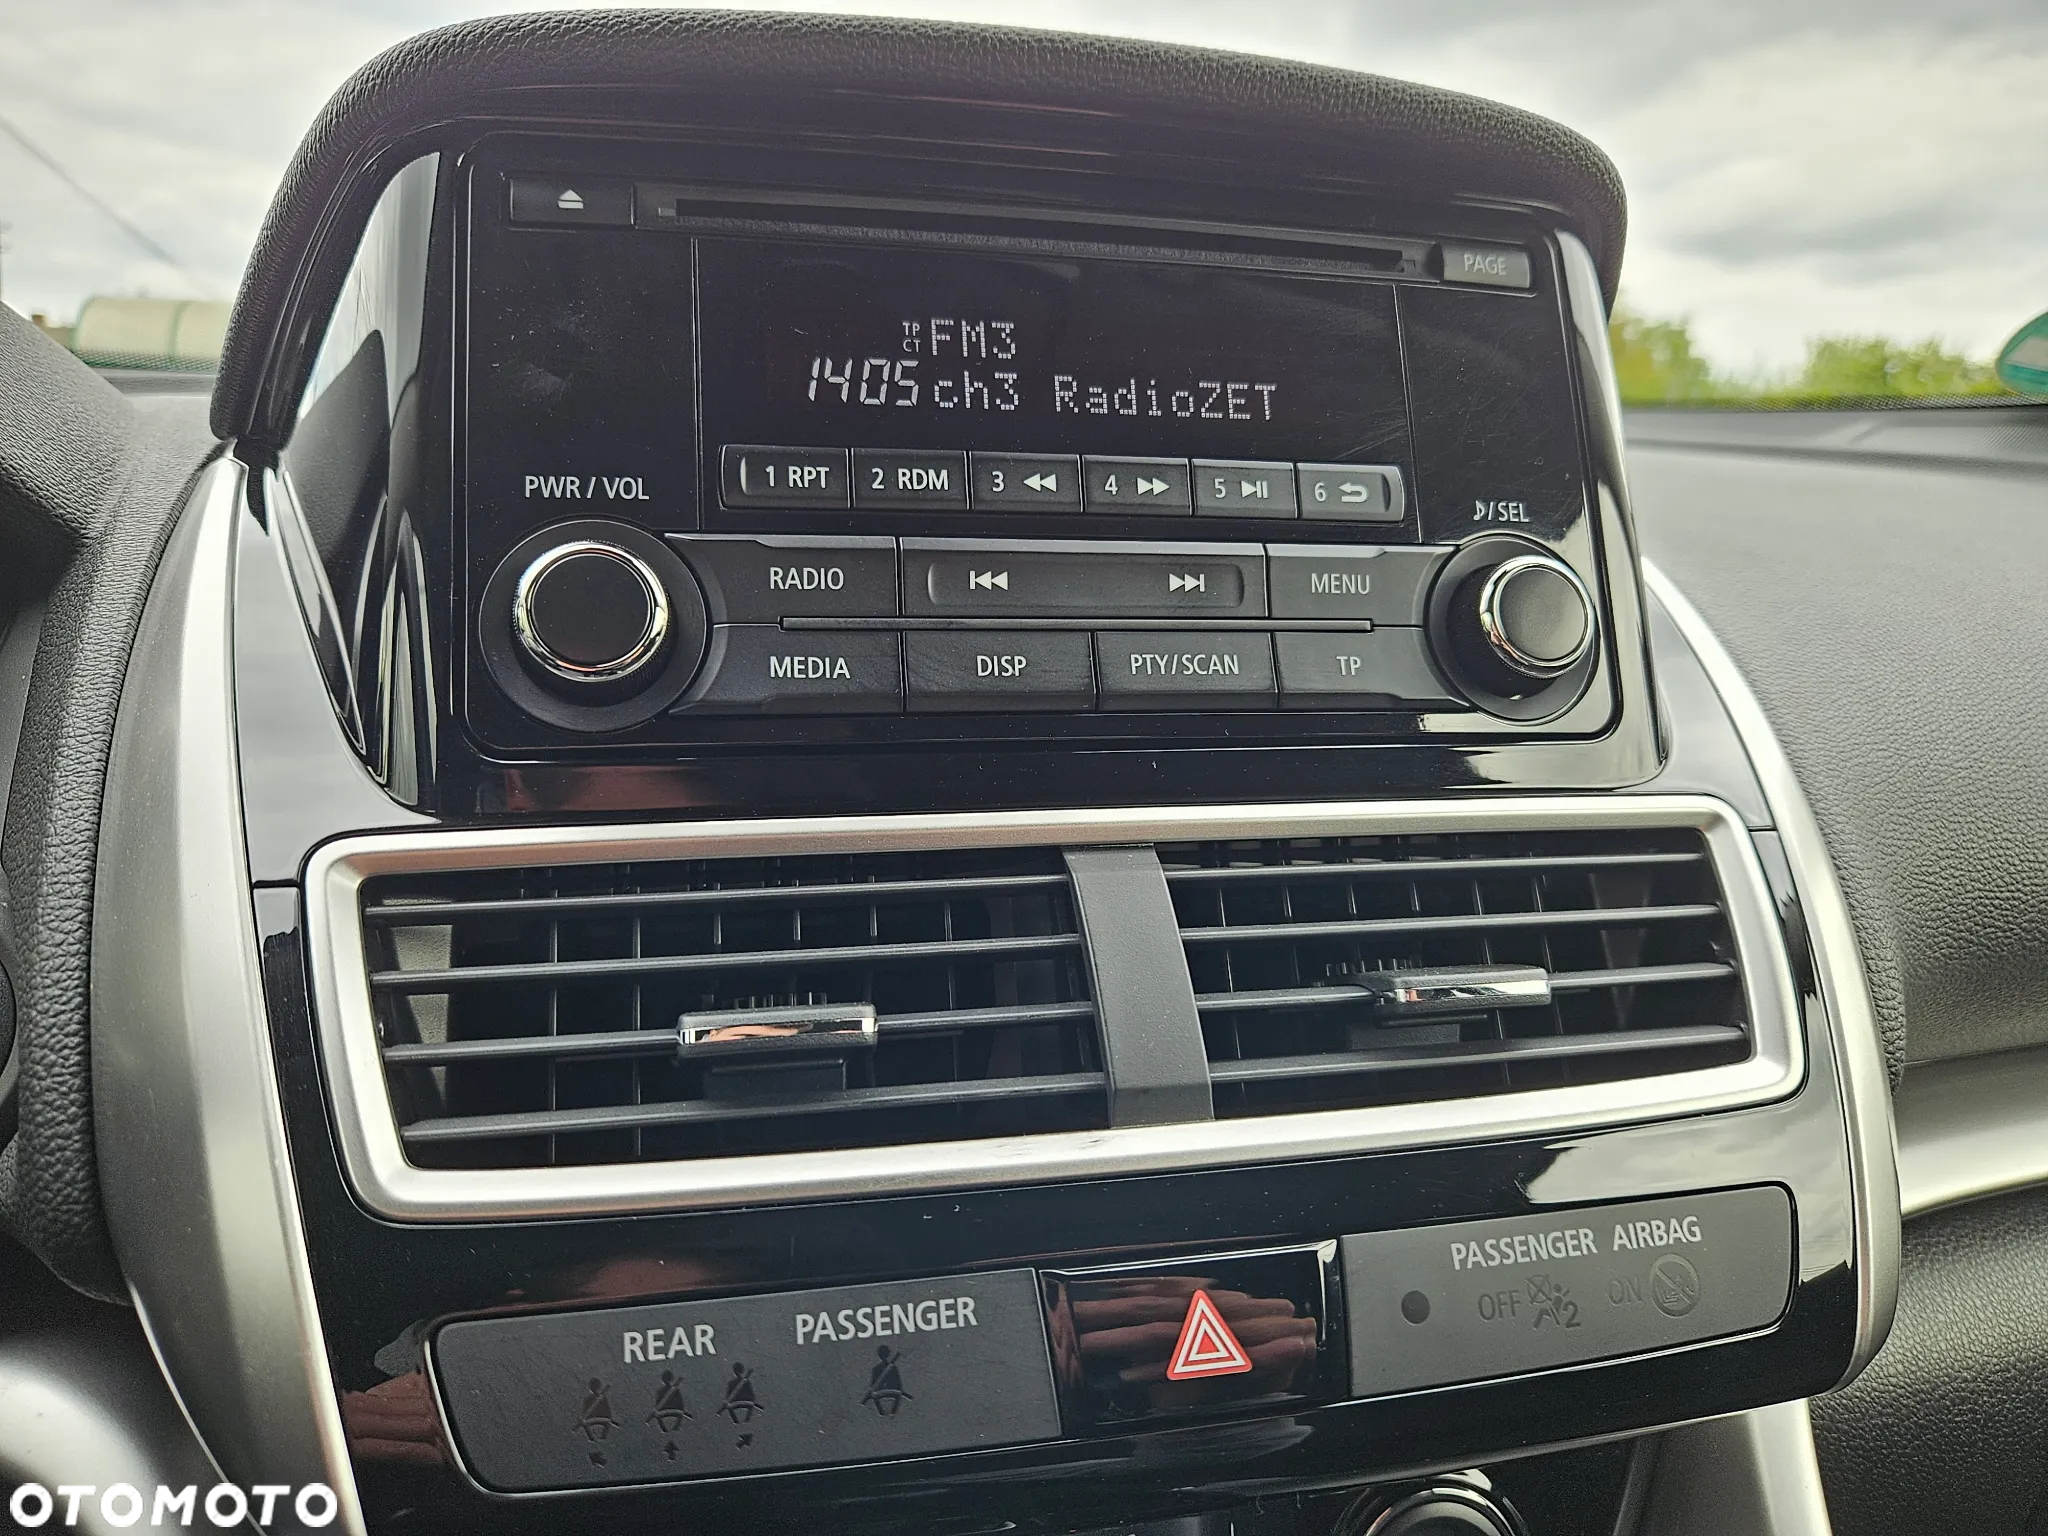 PAGE
TP
CT FM3
1405 ch3 RadioZET
PWR / VOL
1 RPT 2 RDM 3 4 5 6
♪/SEL
RADIO MENU
MEDIA DISP PTY/SCAN TP
PASSENGER AIRBAG
OFF 2 ON
REAR PASSENGER
OTOMOTO